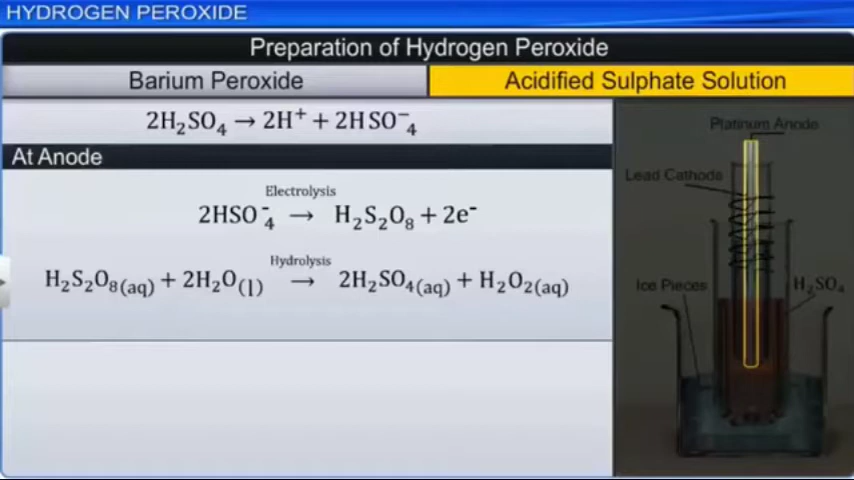 HYDROGEN PEROXIDE
Preparation of Hydrogen Peroxide
Barium Peroxide
Acidified Sulphate Solution
2H₂SO₄ → 2H⁺ + 2HSO⁻₄
At Anode
Electrolysis
2HSO⁻₄ → H₂S₂O₈ + 2e⁻
Hydrolysis
H₂S₂O₈(aq) + 2H₂O(l) → 2H₂SO₄(aq) + H₂O₂(aq)
Platinum Anode
Lead Cathode
Ice Pieces
H₂SO₄